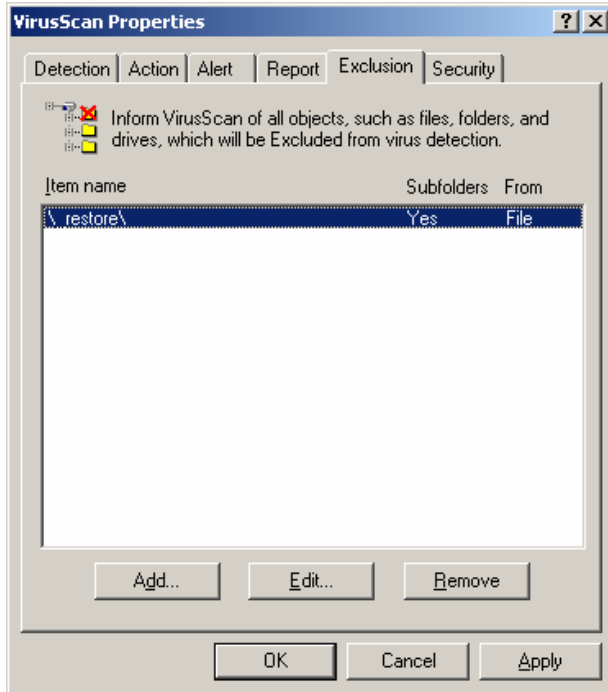 VirusScan Properties
Detection Action Alert Report Exclusion Security
Inform VirusScan of all objects, such as files, folders, and
drives, which will be Excluded from virus detection.
Item name Subfolders From
\_restore\ Yes File
Add... Edit... Remove
OK Cancel Apply